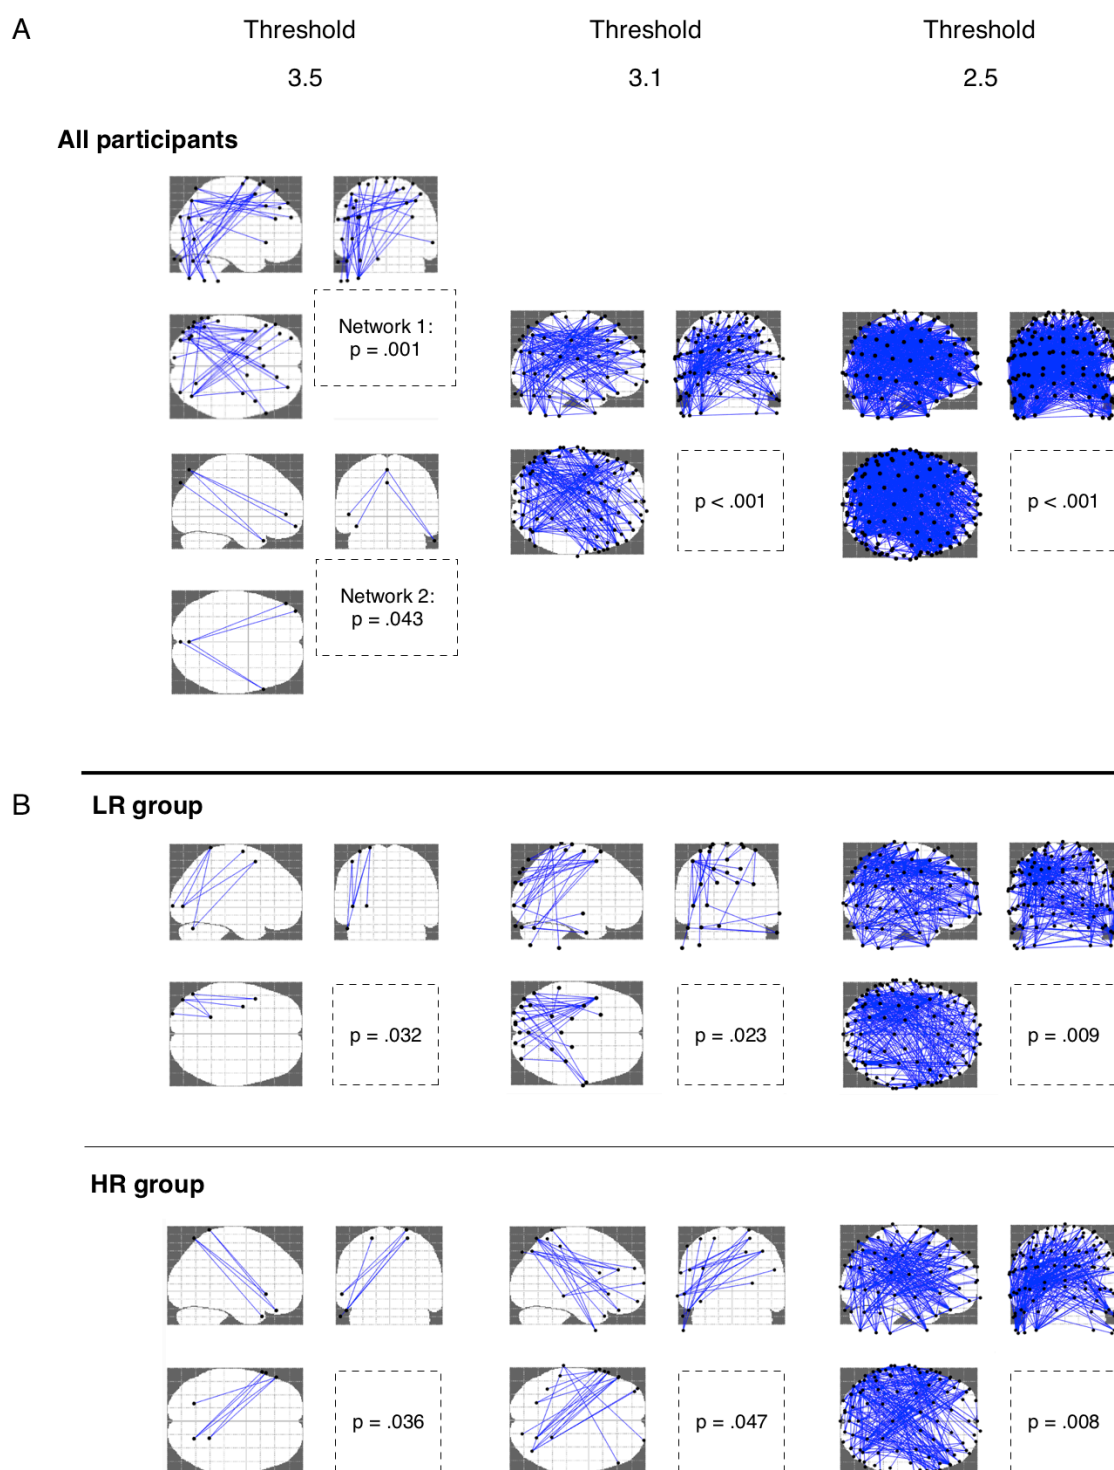 A
Threshold
Threshold
Threshold
3.5
3.1
2.5
All participants
Network 1:
p = .001
p < .001
p < .001
Network 2:
p = .043
B
LR group
p = .032
p = .023
p = .009
HR group
p = .036
p = .047
p = .008